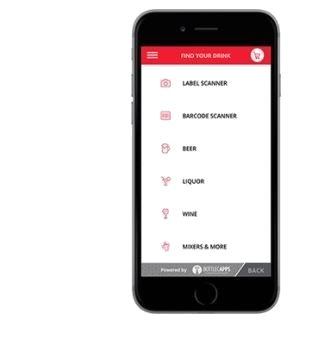 FIND YOUR DRINK
LABEL SCANNER
BARCODE SCANNER
BEER
LIQUOR
WINE
MIXERS & MORE
Powered by BOTTLECAPPS BACK